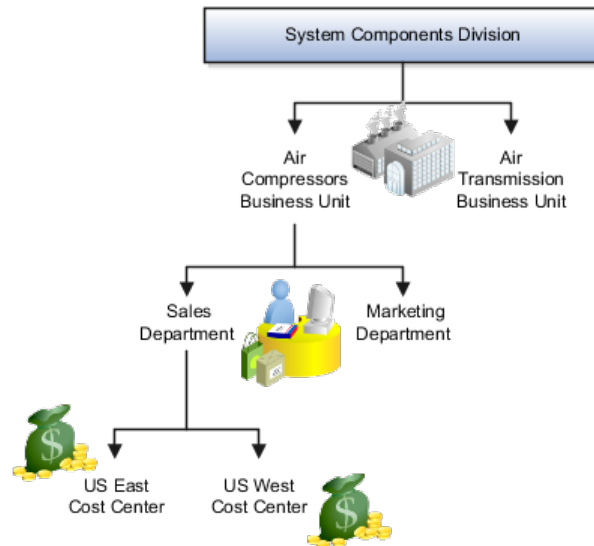 System Components Division
Air
Compressors
Business Unit
Air
Transmission
Business Unit
Sales
Department
Marketing
Department
$
US East
Cost Center
US West
Cost Center
$